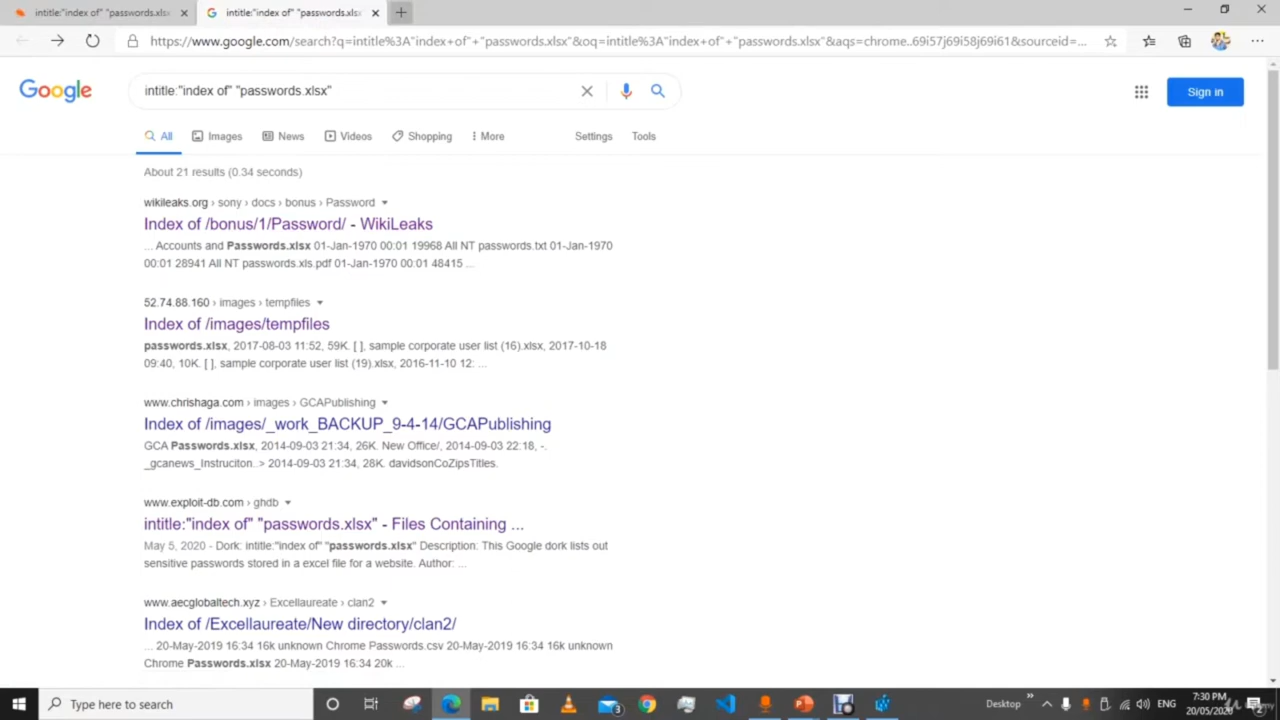 intitle:"index of" "passwords.xlsx"
intitle:"index of" "passwords.xlsx"
https://www.google.com/search?q=intitle%3A"index+of"+"passwords.xlsx"&oq=intitle%3A"index+of"+"passwords.xlsx"&aqs=chrome..69i57j69i58j69i61&sourceid=...
Google
intitle:"index of" "passwords.xlsx"
Sign in
All Images News Videos Shopping More Settings Tools
About 21 results (0.34 seconds)
wikileaks.org › sony › docs › bonus › Password
Index of /bonus/1/Password/ - WikiLeaks
... Accounts and Passwords.xlsx 01-Jan-1970 00:01 19968 All NT passwords.txt 01-Jan-1970
00:01 28941 All NT passwords.xls.pdf 01-Jan-1970 00:01 48415 ...
52.74.88.160 › images › tempfiles
Index of /images/tempfiles
passwords.xlsx, 2017-08-03 11:52, 59K. [ ], sample corporate user list (16).xlsx, 2017-10-18
09:40, 10K. [ ], sample corporate user list (19).xlsx, 2016-11-10 12: ...
www.chrishaga.com › images › GCAPublishing
Index of /images/_work_BACKUP_9-4-14/GCAPublishing
GCA Passwords.xlsx, 2014-09-03 21:34, 26K. New Office/, 2014-09-03 22:18, -.
_gcanews_Instruciton..> 2014-09-03 21:34, 28K. davidsonCoZipsTitles.
www.exploit-db.com › ghdb
intitle:"index of" "passwords.xlsx" - Files Containing ...
May 5, 2020 - Dork: intitle:"index of" "passwords.xlsx" Description: This Google dork lists out
sensitive passwords stored in a excel file for a website. Author: ...
www.aecglobaltech.xyz › Excellaureate › clan2
Index of /Excellaureate/New directory/clan2/
... 20-May-2019 16:34 16k unknown Chrome Passwords.csv 20-May-2019 16:34 16k unknown
Chrome Passwords.xlsx 20-May-2019 16:34 20k ...
Type here to search
Desktop
ENG
7:30 PM